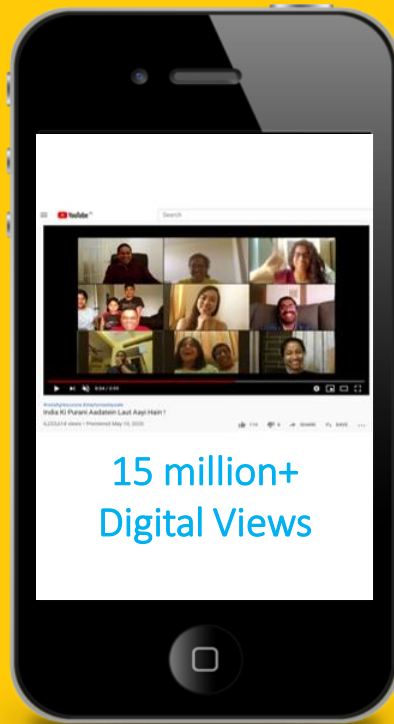 YouTube
Search
India Ki Purani Aadatein Laut Aayi Hain !
SHARE
SAVE
15 million+
Digital Views